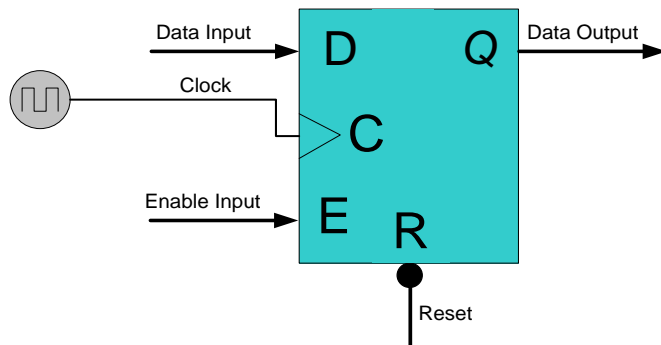 Data Input
D
Q
Data Output
Clock
C
Enable Input
E
R
Reset